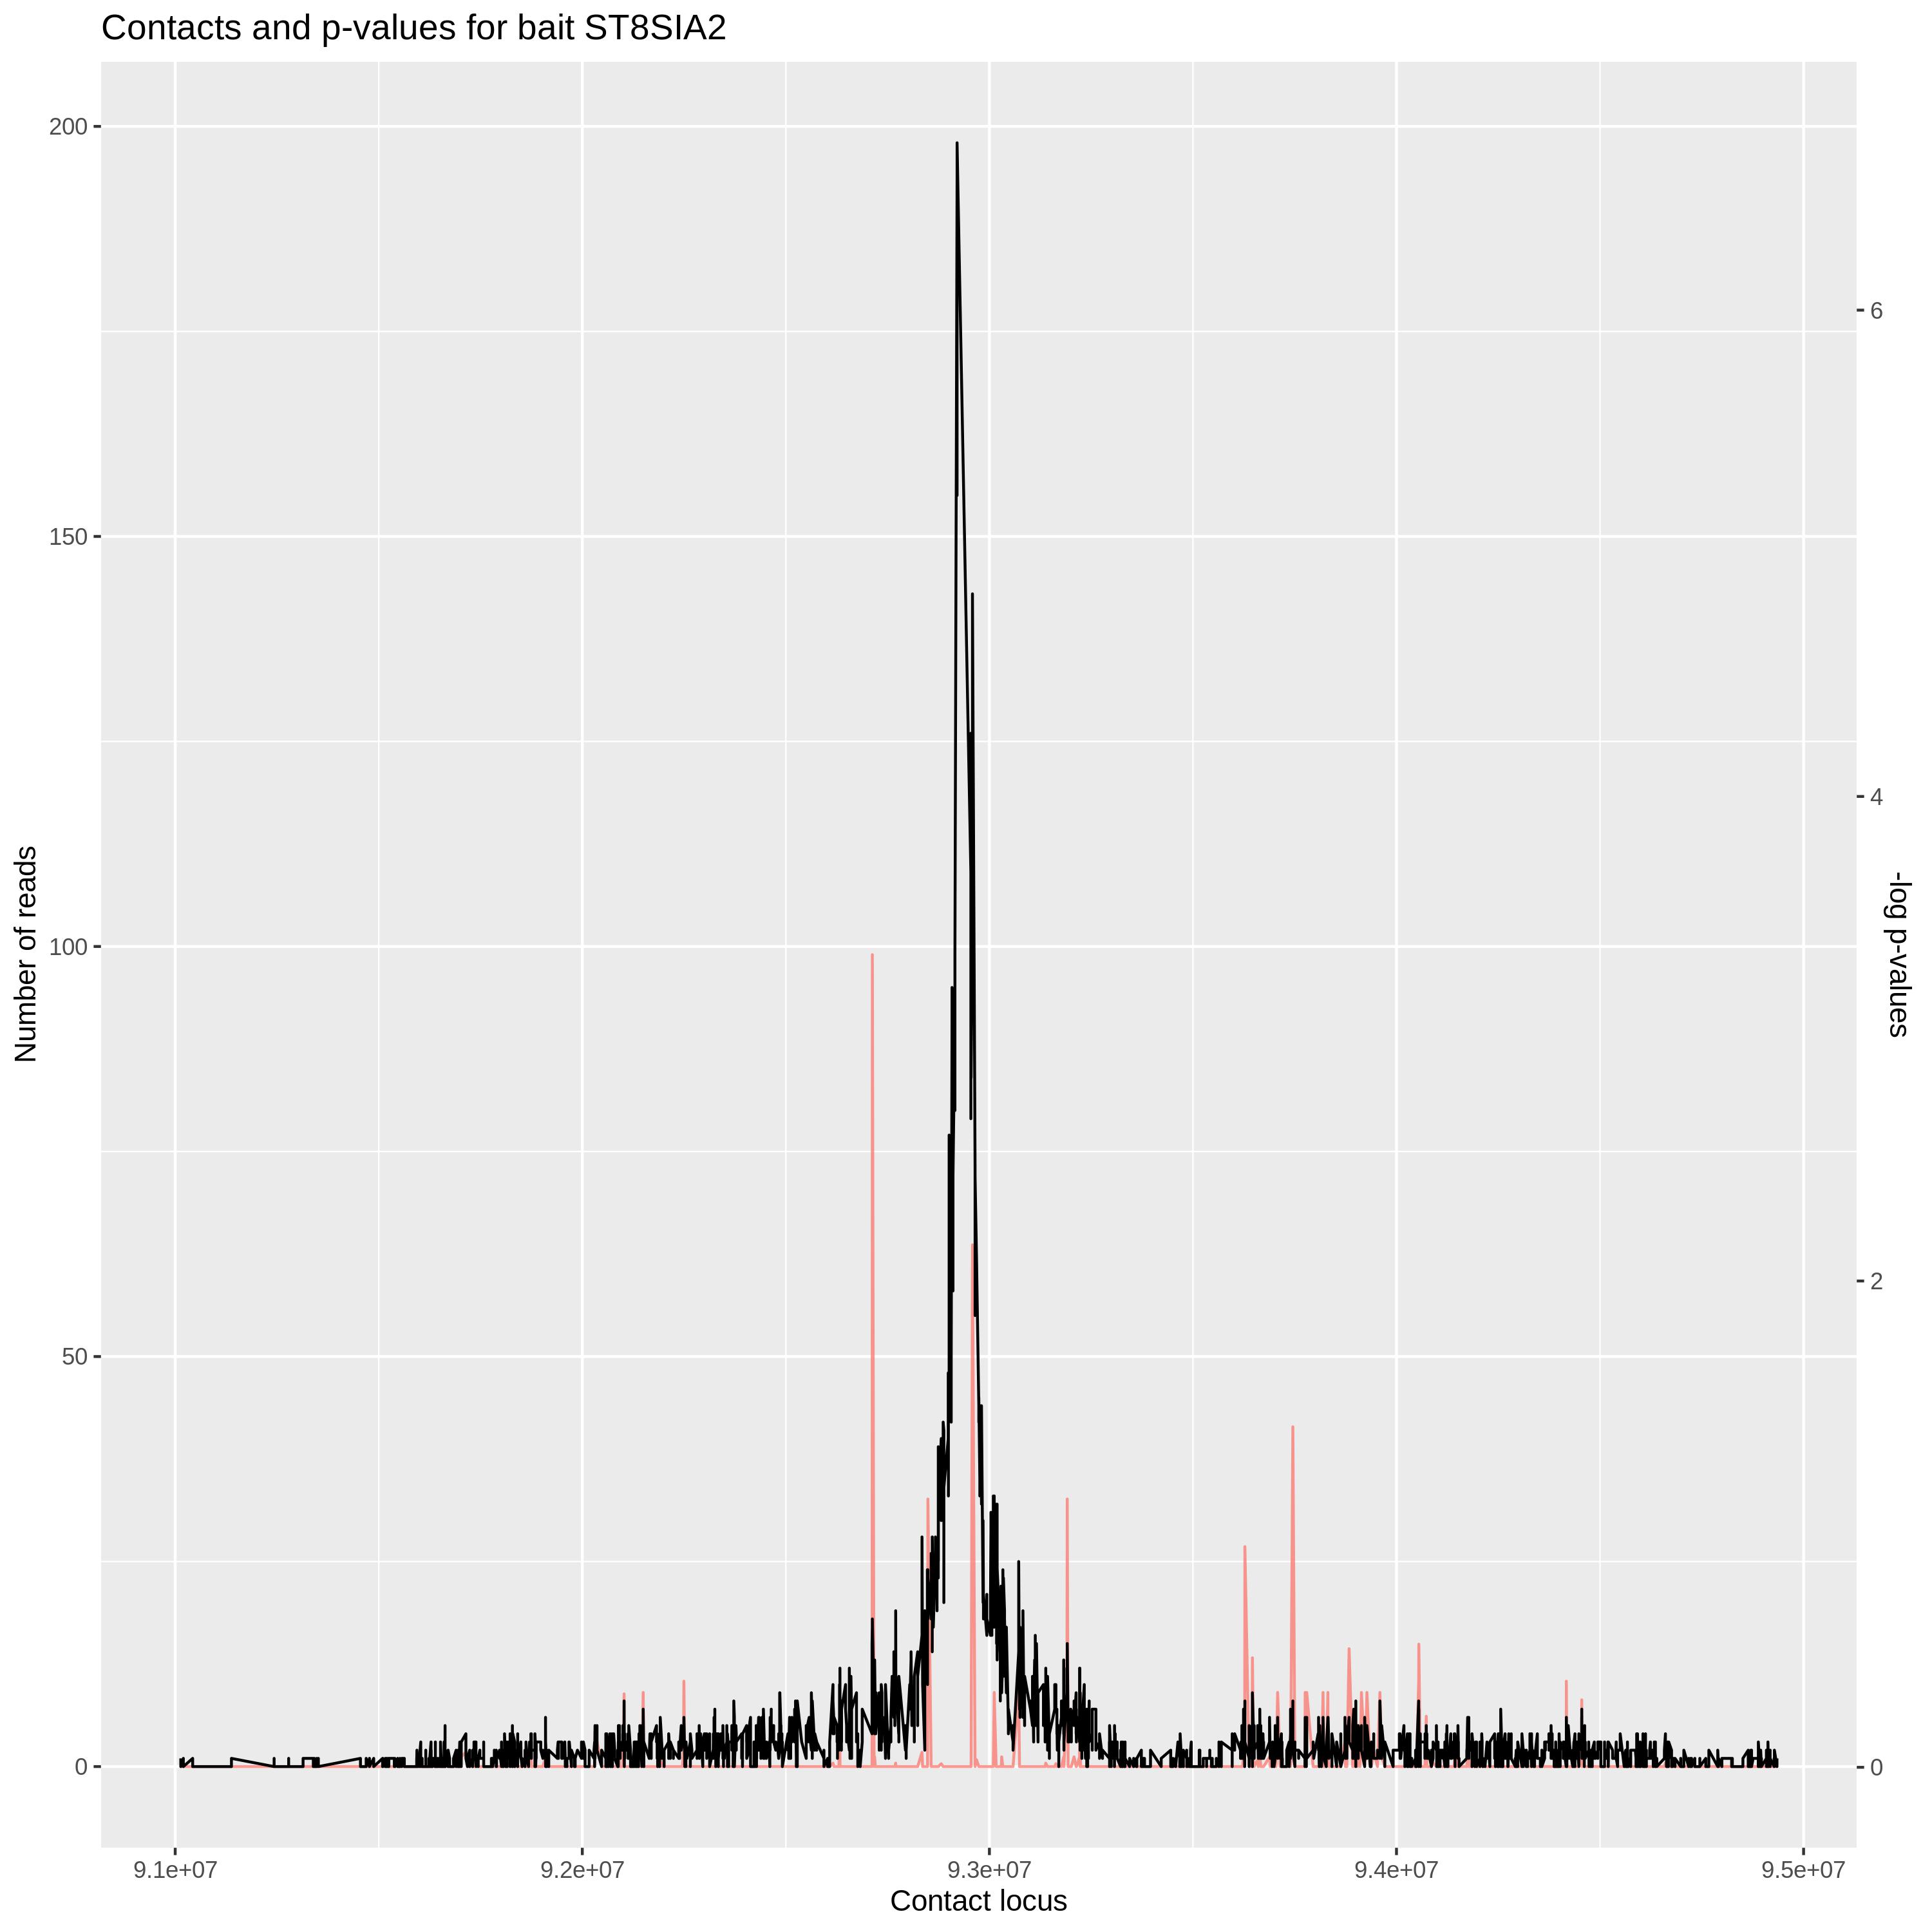 Contacts and p-values for bait ST8SIA2
200
150
100
50
0
Number of reads
6
4
2
0
-log p-values
9.1e+07 9.2e+07 9.3e+07 9.4e+07 9.5e+07
Contact locus